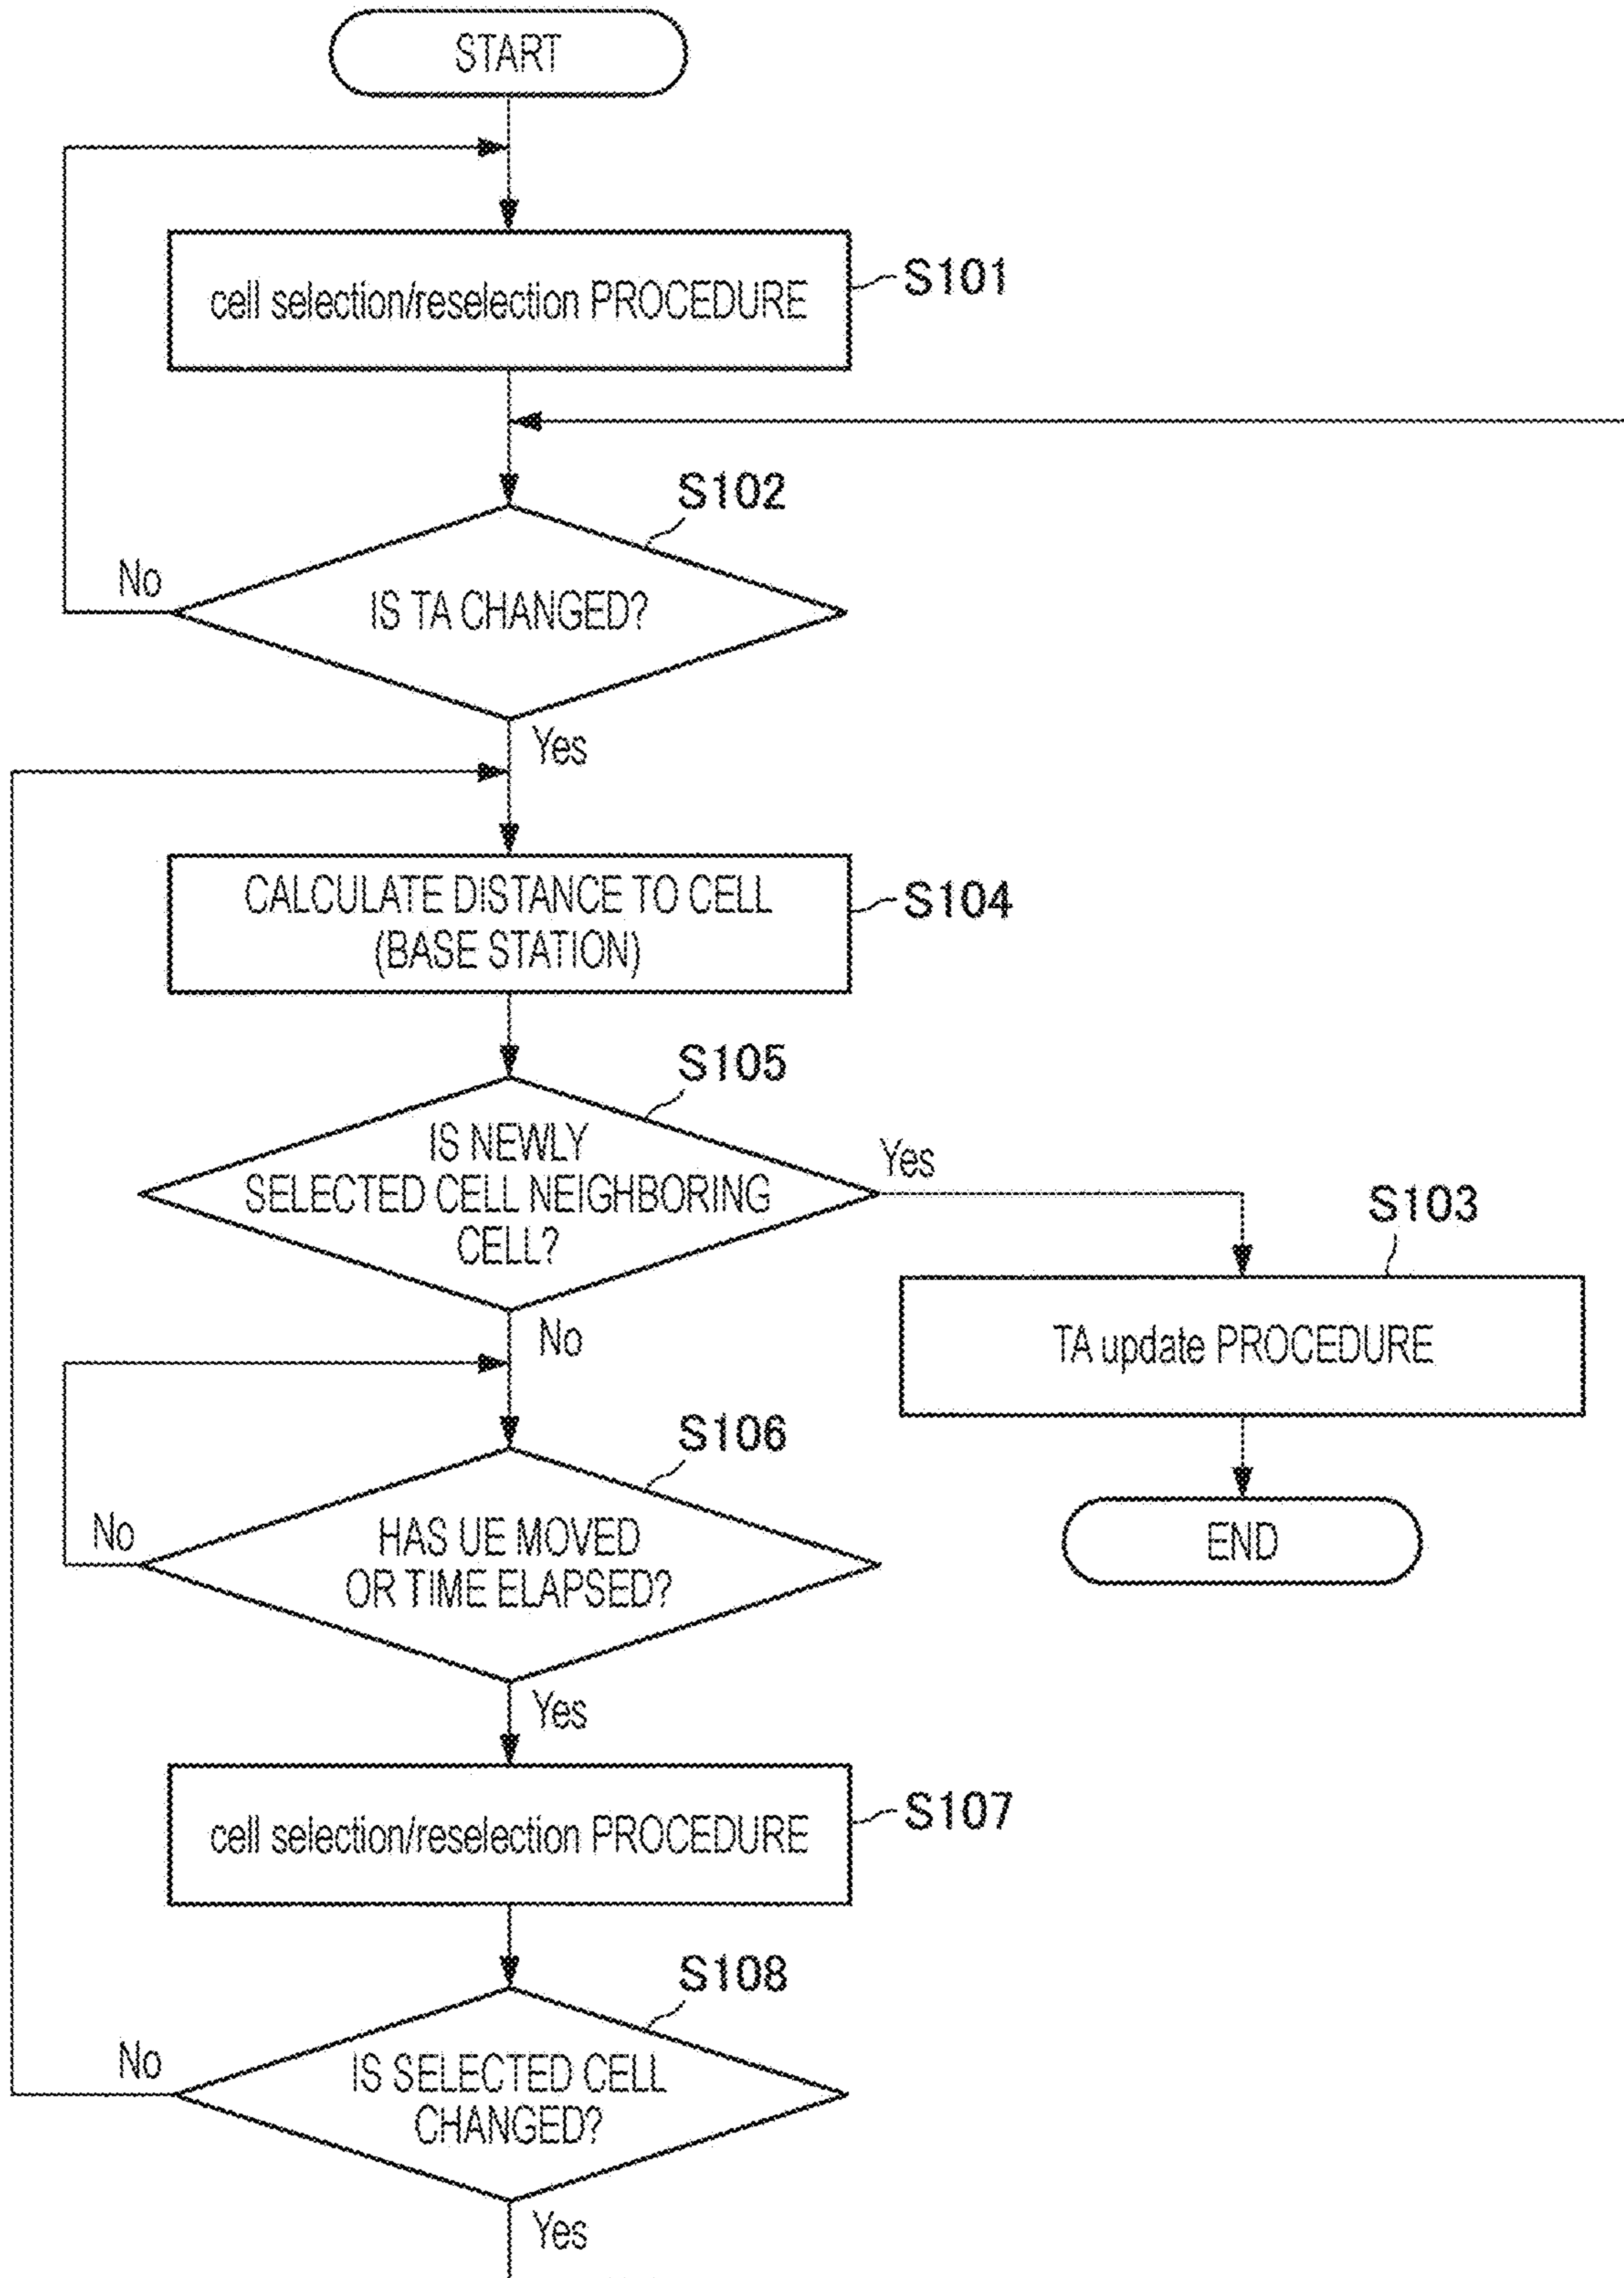 START
cell selection/reselection PROCEDURE
S101
S102
No
IS TA CHANGED?
Yes
CALCULATE DISTANCE TO CELL
(BASE STATION)
S104
S105
IS NEWLY
SELECTED CELL NEIGHBORING
CELL?
Yes
S103
TA update PROCEDURE
END
No
S106
No
HAS UE MOVED
OR TIME ELAPSED?
Yes
cell selection/reselection PROCEDURE
S107
S108
No
IS SELECTED CELL
CHANGED?
Yes